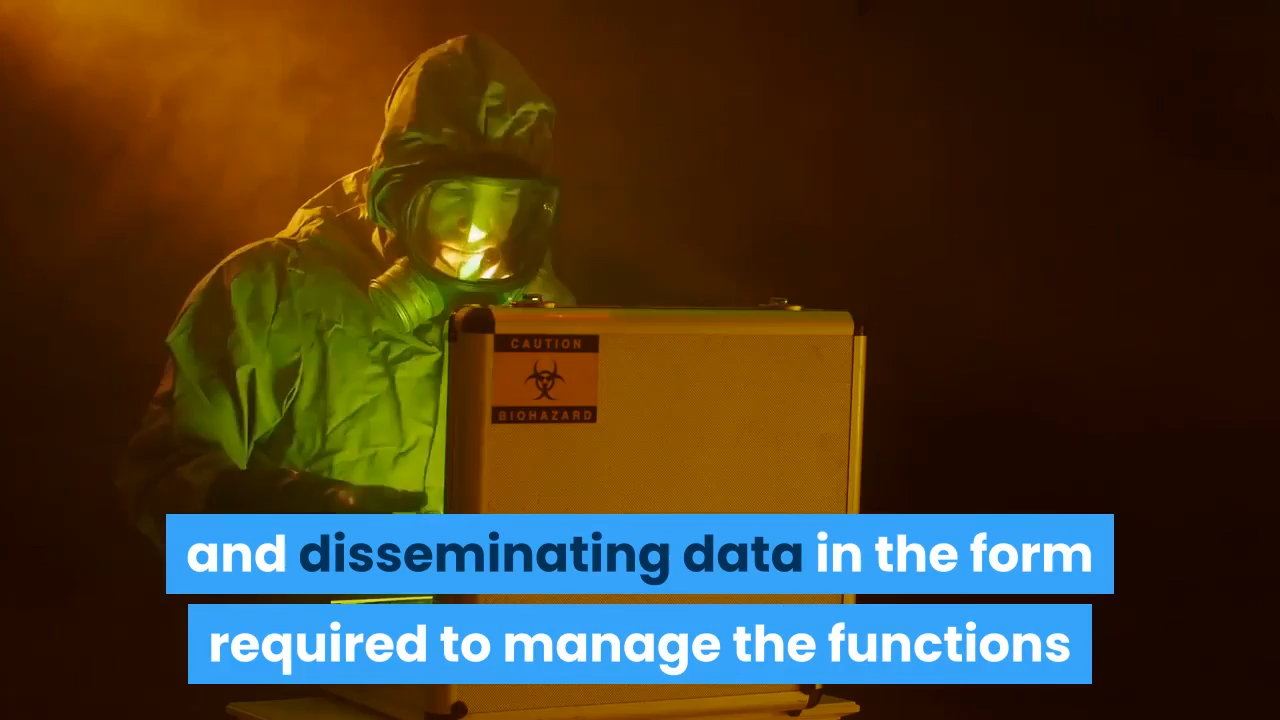 CAUTION
BIOHAZARD
and disseminating data in the form
required to manage the functions